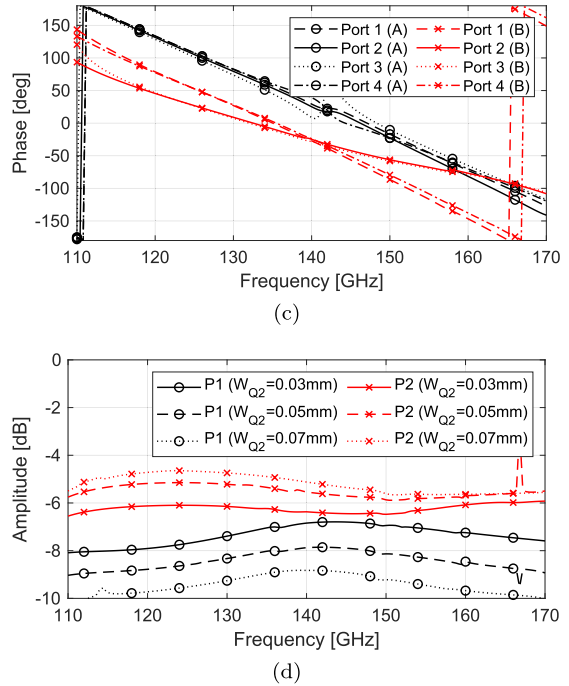 150
100
50
0
-50
-100
-150
Phase [deg]
Port 1 (A)
Port 1 (B)
Port 2 (A)
Port 2 (B)
Port 3 (A)
Port 3 (B)
Port 4 (A)
Port 4 (B)
110 120 130 140 150 160 170
Frequency [GHz]
(c)
0
-2
-4
-6
-8
-10
Amplitude [dB]
P1 (W_Q2=0.03mm)
P2 (W_Q2=0.03mm)
P1 (W_Q2=0.05mm)
P2 (W_Q2=0.05mm)
P1 (W_Q2=0.07mm)
P2 (W_Q2=0.07mm)
110 120 130 140 150 160 170
Frequency [GHz]
(d)